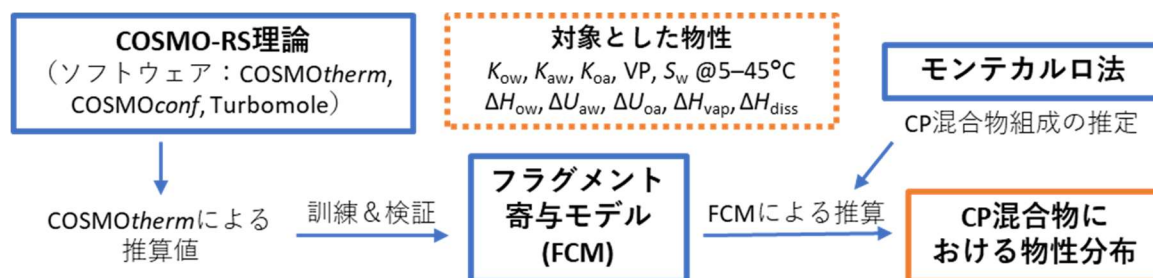 COSMO-RS理論
（ソフトウェア：COSMOtherm,
COSMOconf, Turbomole）
対象とした物性
Kow, Kaw, Koa, VP, Sw @5–45℃
ΔHow, ΔUaw, ΔUoa, ΔHvap, ΔHdiss
モンテカルロ法
CP混合物組成の推定
COSMOthermによる
推算値
訓練＆検証
フラグメント
寄与モデル
(FCM)
FCMによる推算
CP混合物に
おける物性分布